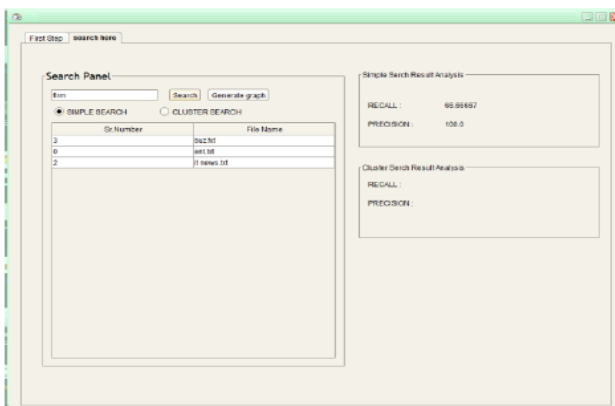 First Step search here
Search Panel
Search Generate graph
SIMPLE SEARCH CLUSTER SEARCH
Sr.Number File Name
3 buz.txt
0 ent.txt
2 it news.txt
Simple Serch Result Analysis
RECALL : 66.66667
PRECISION : 100.0
Cluster Serch Result Analysis
RECALL :
PRECISION :